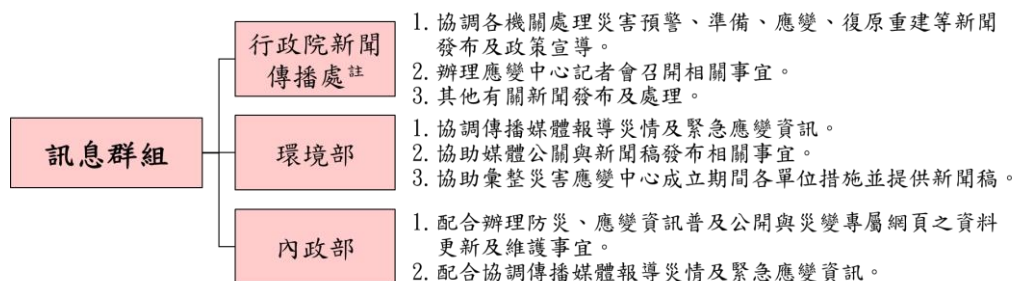 訊息群組
行政院新聞
傳播處註
1.協調各機關處理災害預警、準備、應變、復原重建等新聞
發布及政策宣導。
2.辦理應變中心記者會召開相關事宜。
3.其他有關新聞發布及處理。
環境部
1.協調傳播媒體報導災情及緊急應變資訊。
2.協助媒體公關與新聞稿發布相關事宜。
3.協助彙整災害應變中心成立期間各單位措施並提供新聞稿。
內政部
1.配合辦理防災、應變資訊普及公開與災變專屬網頁之資料
更新及維護事宜。
2.配合協調傳播媒體報導災情及緊急應變資訊。